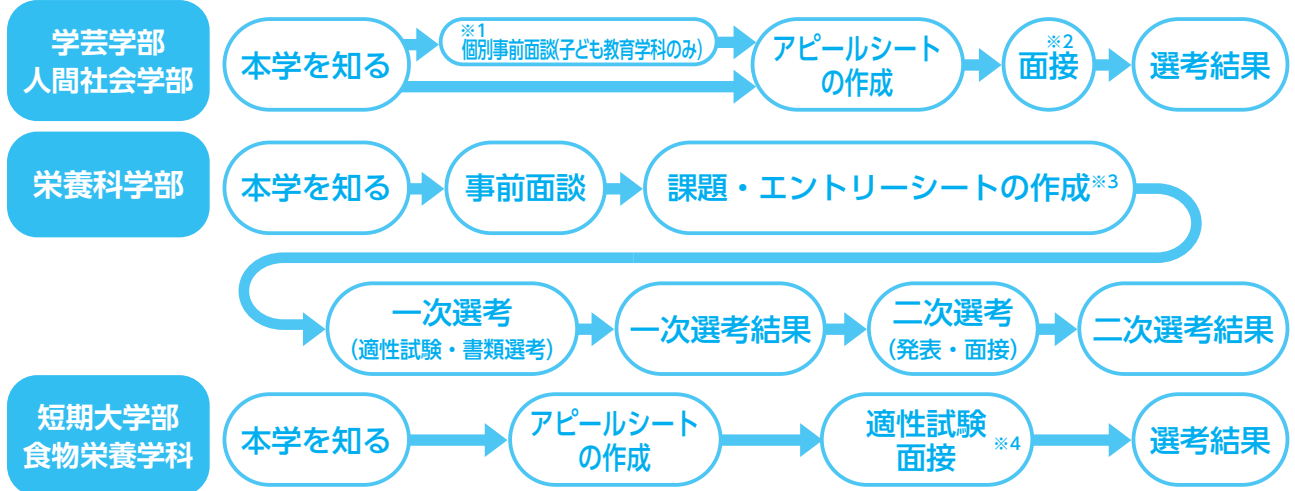 学芸学部
人間社会学部
本学を知る
※1
個別事前面談(子ども教育学科のみ)
アピールシート
の作成
※2
面接
選考結果
栄養科学部
本学を知る
事前面談
課題・エントリーシートの作成※3
一次選考
(適性試験・書類選考)
一次選考結果
二次選考
(発表・面接)
二次選考結果
短期大学部
食物栄養学科
本学を知る
アピールシート
の作成
適性試験
面接
※4
選考結果